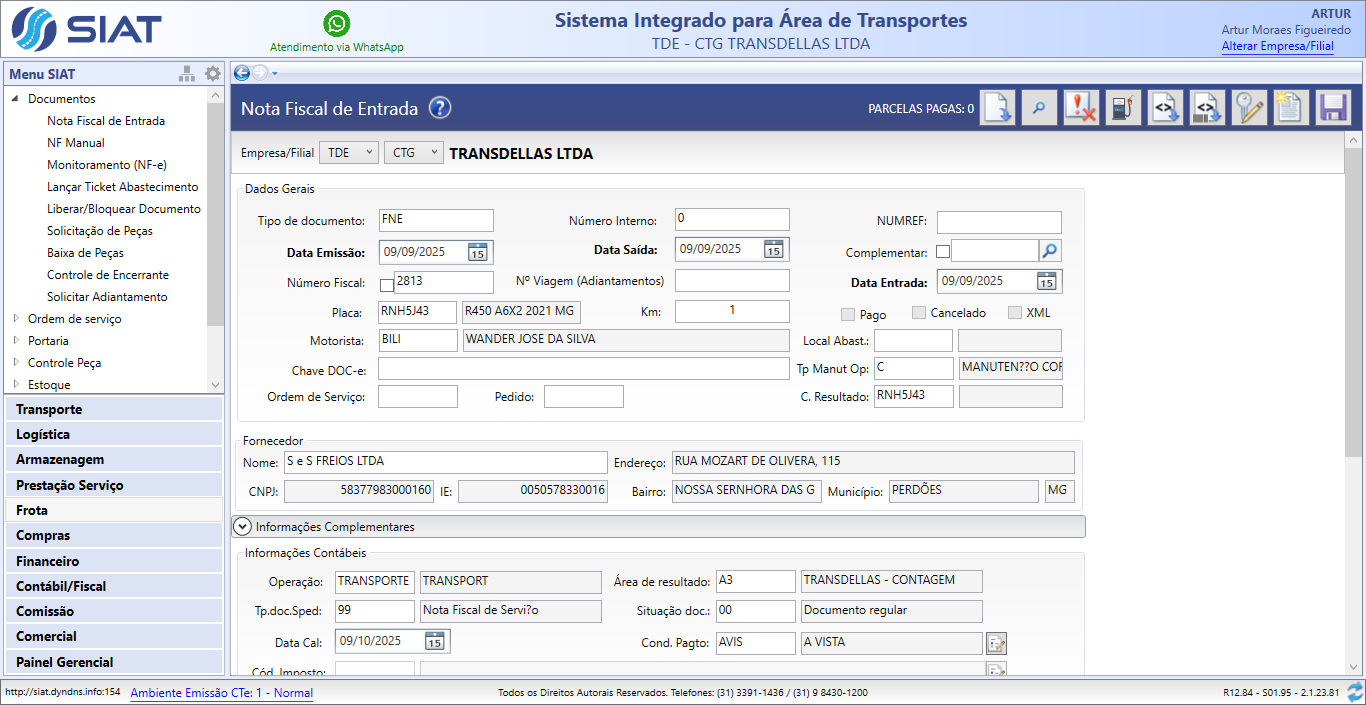 SIAT
Atendimento via WhatsApp
Sistema Integrado para Área de Transportes
TDE - CTG TRANSDELLAS LTDA
ARTUR
Artur Moraes Figueiredo
Alterar Empresa/Filial
Menu SIAT
Documentos
Nota Fiscal de Entrada
NF Manual
Monitoramento (NF-e)
Lançar Ticket Abastecimento
Liberar/Bloquear Documento
Solicitação de Peças
Baixa de Peças
Controle de Encerrante
Solicitar Adiantamento
Ordem de serviço
Portaria
Controle Peça
Estoque
Transporte
Logística
Armazenagem
Prestação Serviço
Frota
Compras
Financeiro
Contábil/Fiscal
Comissão
Comercial
Painel Gerencial
Nota Fiscal de Entrada ?
PARCELAS PAGAS: 0
Empresa/Filial TDE CTG TRANSDELLAS LTDA
Dados Gerais
Tipo de documento: FNE Número Interno: 0 NUMREF:
Data Emissão: 09/09/2025 15 Data Saída: 09/09/2025 15 Complementar:
Número Fiscal: 2813 Nº Viagem (Adiantamentos) Data Entrada: 09/09/2025 15
Placa: RNH5J43 R450 A6X2 2021 MG Km: 1 Pago Cancelado XML
Motorista: BILI WANDER JOSE DA SILVA Local Abast.:
Chave DOC-e: Tp Manut Op: C MANUTEN??O COR
Ordem de Serviço: Pedido: C. Resultado: RNH5J43
Fornecedor
Nome: S e S FREIOS LTDA Endereço: RUA MOZART DE OLIVERA, 115
CNPJ: 58377983000160 IE: 0050578330016 Bairro: NOSSA SERNHORA DAS G Município: PERDÕES MG
Informações Complementares
Informações Contábeis
Operação: TRANSPORTE TRANSPORT Área de resultado: A3 TRANSDELLAS - CONTAGEM
Tp.doc.Sped: 99 Nota Fiscal de Servi?o Situação doc.: 00 Documento regular
Data Cal: 09/10/2025 15 Cond. Pagto: AVIS A VISTA
Cód. Imposto:
http://siat.dyndns.info:154 Ambiente Emissão CTe: 1 - Normal Todos os Direitos Autorais Reservados. Telefones: (31) 3391-1436 / (31) 9 8430-1200 R12.84 - S01.95 - 2.1.23.81